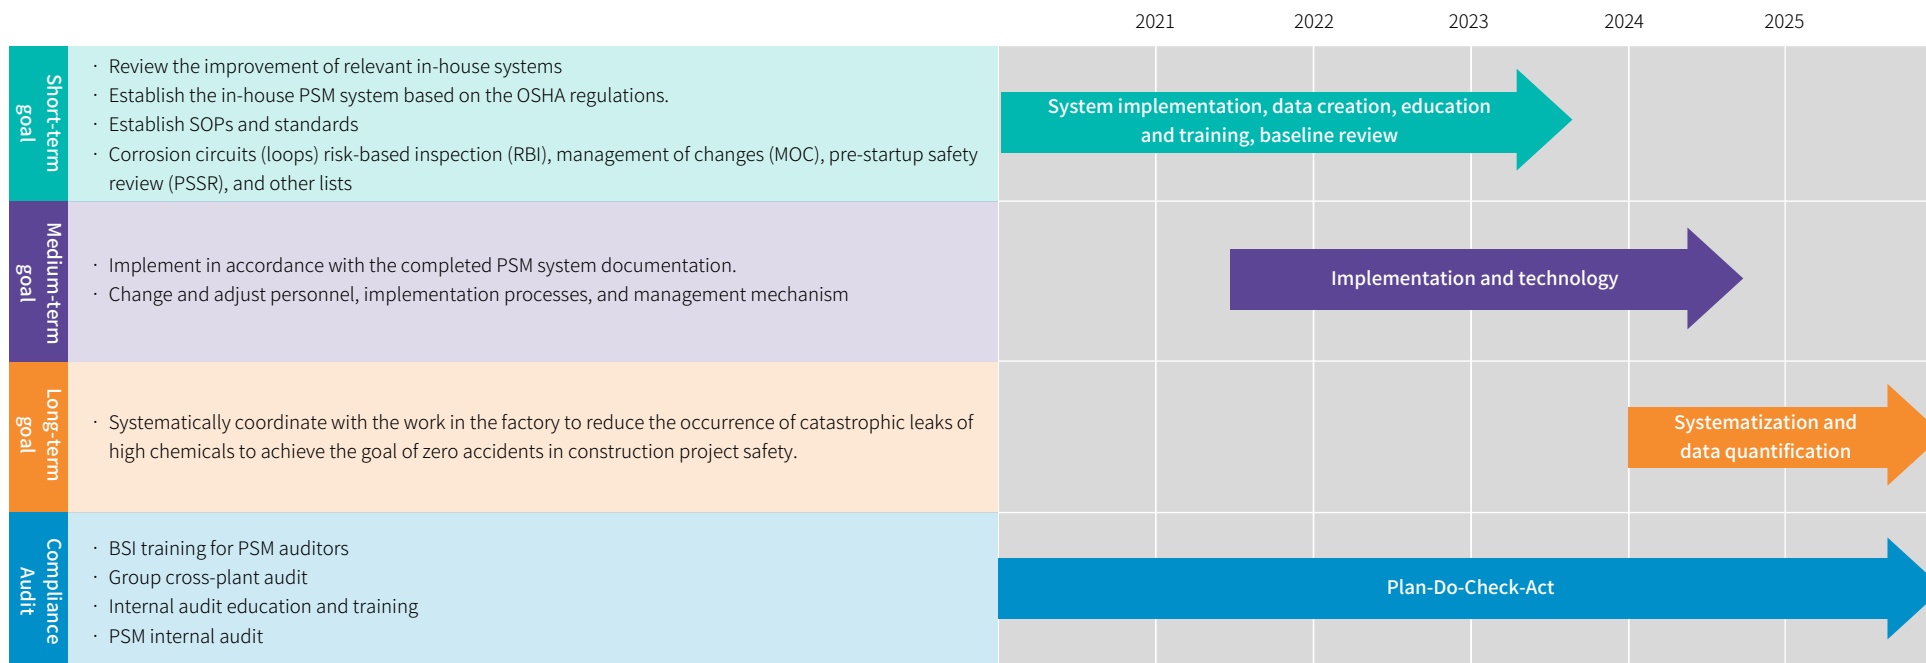 2021 2022 2023 2024 2025
Short-term
goal
· Review the improvement of relevant in-house systems
· Establish the in-house PSM system based on the OSHA regulations.
· Establish SOPs and standards
· Corrosion circuits (loops) risk-based inspection (RBI), management of changes (MOC), pre-startup safety
review (PSSR), and other lists
System implementation, data creation, education
and training, baseline review
Medium-term
goal
· Implement in accordance with the completed PSM system documentation.
· Change and adjust personnel, implementation processes, and management mechanism
Implementation and technology
Long-term
goal
· Systematically coordinate with the work in the factory to reduce the occurrence of catastrophic leaks of
high chemicals to achieve the goal of zero accidents in construction project safety.
Systematization and
data quantification
Compliance
Audit
· BSI training for PSM auditors
· Group cross-plant audit
· Internal audit education and training
· PSM internal audit
Plan-Do-Check-Act